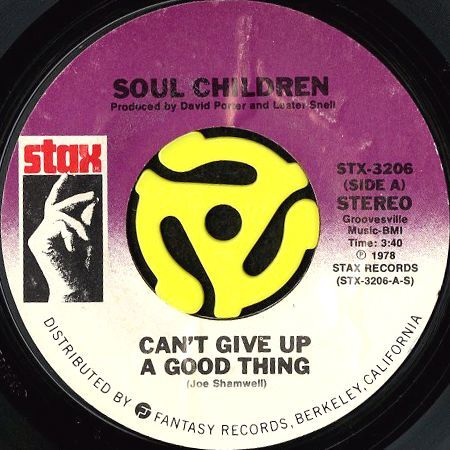 SOUL CHILDREN
Produced by David Porter and Lester Snell
stax
STX-3206
(SIDE A)
STEREO
Groovesville
Music-BMI
Time: 3:40
℗ 1978
STAX RECORDS
(STX-3206-A-S)
CAN'T GIVE UP
A GOOD THING
(Joe Shamwell)
DISTRIBUTED BY FANTASY RECORDS, BERKELEY, CALIFORNIA